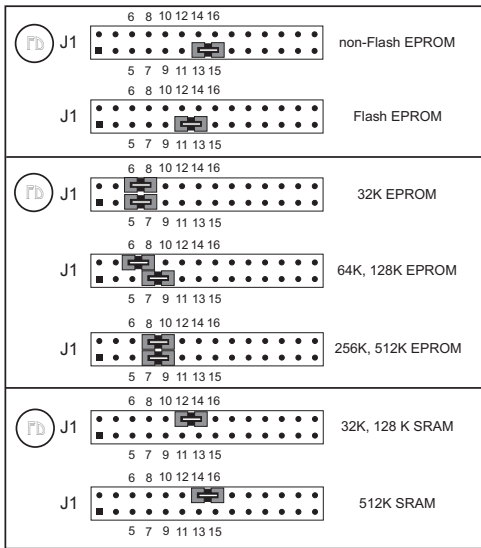 6 8 10 12 14 16
J1
non-Flash EPROM
5 7 9 11 13 15
6 8 10 12 14 16
J1
Flash EPROM
5 7 9 11 13 15
6 8 10 12 14 16
J1
32K EPROM
5 7 9 11 13 15
6 8 10 12 14 16
J1
64K, 128K EPROM
5 7 9 11 13 15
6 8 10 12 14 16
J1
256K, 512K EPROM
5 7 9 11 13 15
6 8 10 12 14 16
J1
32K, 128 K SRAM
5 7 9 11 13 15
6 8 10 12 14 16
J1
512K SRAM
5 7 9 11 13 15